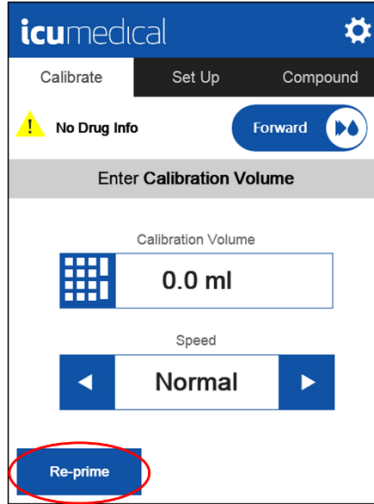 icumedical
Calibrate Set Up Compound
! No Drug Info Forward
Enter Calibration Volume
Calibration Volume
0.0 ml
Speed
Normal
Re-prime